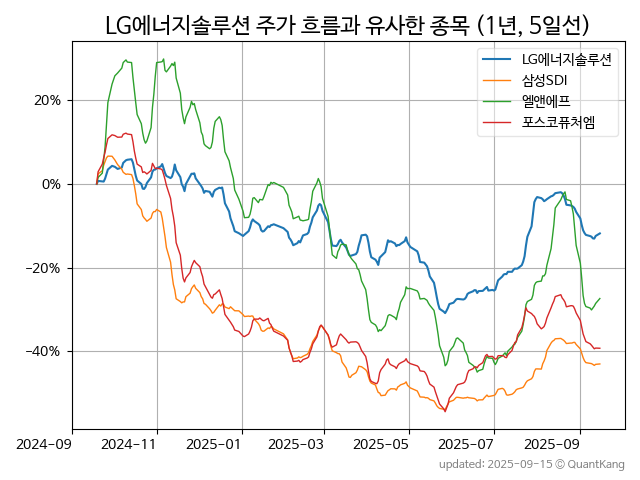 LG에너지솔루션 주가 흐름과 유사한 종목 (1년, 5일선)
LG에너지솔루션
삼성SDI
엘앤에프
포스코퓨처엠
20%
0%
−20%
−40%
2024-09 2024-11 2025-01 2025-03 2025-05 2025-07 2025-09
updated: 2025-09-15 © QuantKang